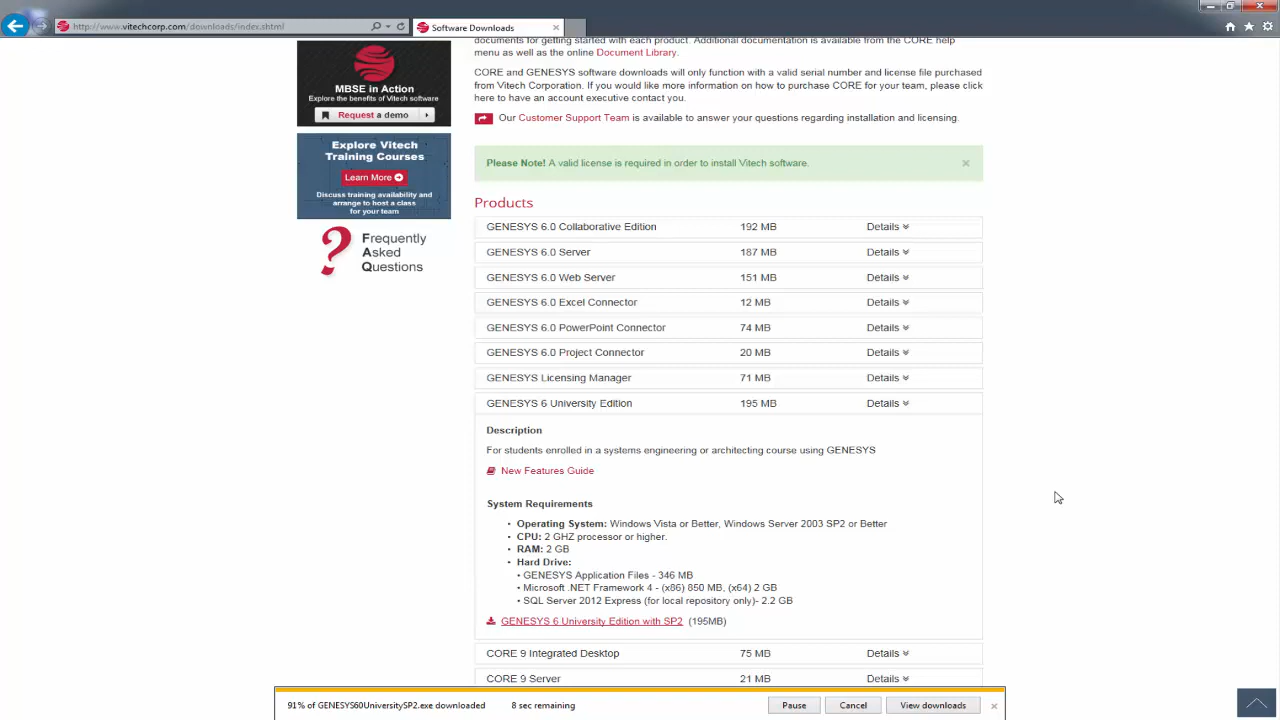 http://www.vitechcorp.com/downloads/index.shtml
Software Downloads
MBSE in Action
Explore the benefits of Vitech software
Request a demo
Explore Vitech
Training Courses
Learn More
Discuss training availability and
arrange to host a class
for your team
Frequently
Asked
Questions
documents for getting started with each product. Additional documentation is available from the CORE help
menu as well as the online Document Library.
CORE and GENESYS software downloads will only function with a valid serial number and license file purchased
from Vitech Corporation. If you would like more information on how to purchase CORE for your team, please click
here to have an account executive contact you.
Our Customer Support Team is available to answer your questions regarding installation and licensing.
Please Note! A valid license is required in order to install Vitech software. ×
Products
GENESYS 6.0 Collaborative Edition 192 MB Details
GENESYS 6.0 Server 187 MB Details
GENESYS 6.0 Web Server 151 MB Details
GENESYS 6.0 Excel Connector 12 MB Details
GENESYS 6.0 PowerPoint Connector 74 MB Details
GENESYS 6.0 Project Connector 20 MB Details
GENESYS Licensing Manager 71 MB Details
GENESYS 6 University Edition 195 MB Details
Description
For students enrolled in a systems engineering or architecting course using GENESYS
New Features Guide
System Requirements
• Operating System: Windows Vista or Better, Windows Server 2003 SP2 or Better
• CPU: 2 GHZ processor or higher.
• RAM: 2 GB
• Hard Drive:
• GENESYS Application Files - 346 MB
• Microsoft .NET Framework 4 - (x86) 850 MB, (x64) 2 GB
• SQL Server 2012 Express (for local repository only)- 2.2 GB
GENESYS 6 University Edition with SP2 (195MB)
CORE 9 Integrated Desktop 75 MB Details
CORE 9 Server 21 MB Details
91% of GENESYS60UniversitySP2.exe downloaded 8 sec remaining Pause Cancel View downloads ×